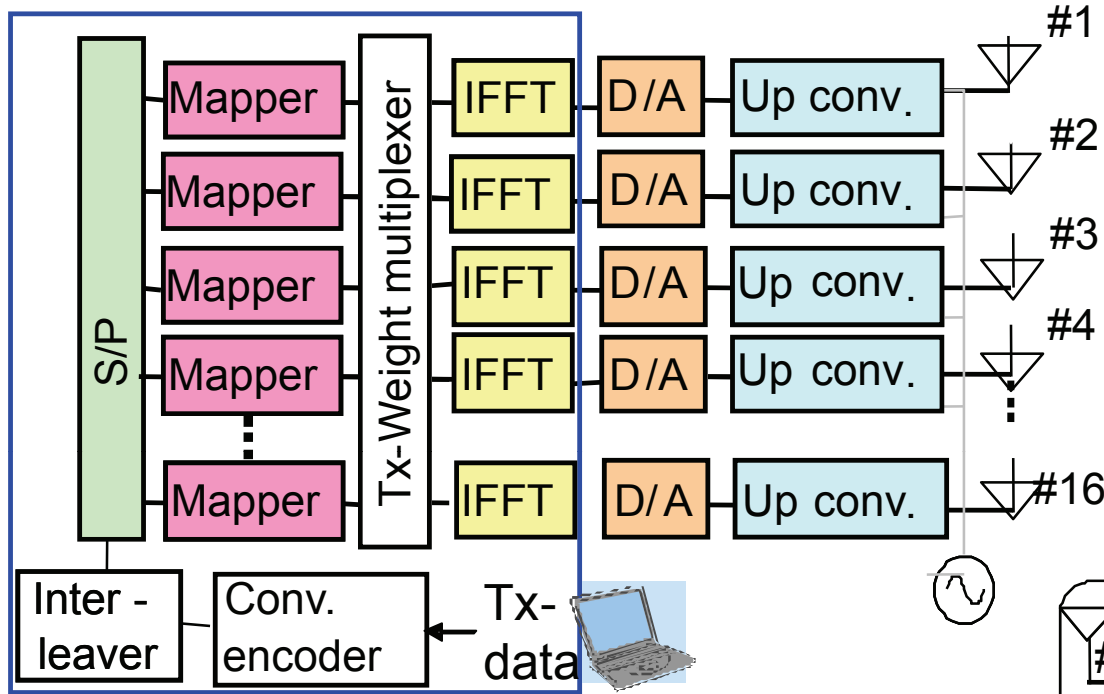 #1
Mapper
IFFT
D/A
Up conv.
#2
Mapper
IFFT
D/A
Up conv.
#3
Mapper
IFFT
D/A
Up conv.
#4
Mapper
IFFT
D/A
Up conv.
Mapper
IFFT
D/A
Up conv.
#16
S/P
Tx-Weight multiplexer
Inter -
leaver
Conv.
encoder
Tx-
data
#